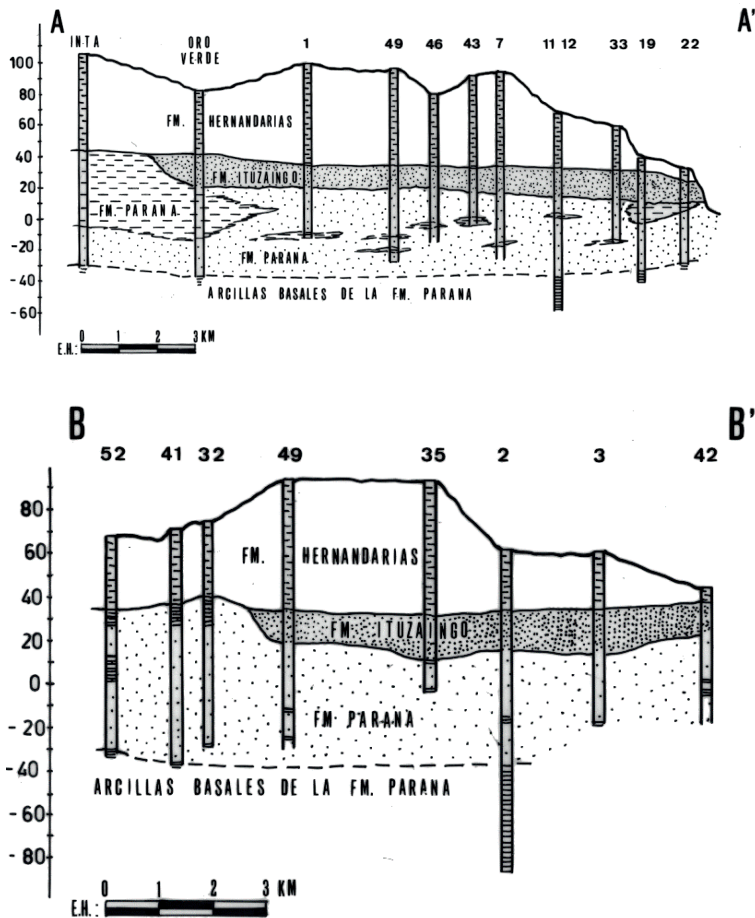 A A'
INTA ORO VERDE 1 49 46 43 7 11 12 33 19 22
100
80
60
40
20
0
-20
-40
-60
FM. HERNANDARIAS
FM. ITUZAINGO
FM. PARANA
FM. PARANA
ARCILLAS BASALES DE LA FM. PARANA
0 1 2 3 KM
E.H.:
B B'
52 41 32 49 35 2 3 42
80
60
40
20
0
-20
-40
-60
-80
FM. HERNANDARIAS
FM. ITUZAINGO
FM PARANA
ARCILLAS BASALES DE LA FM. PARANA
0 1 2 3 KM
E.H.: